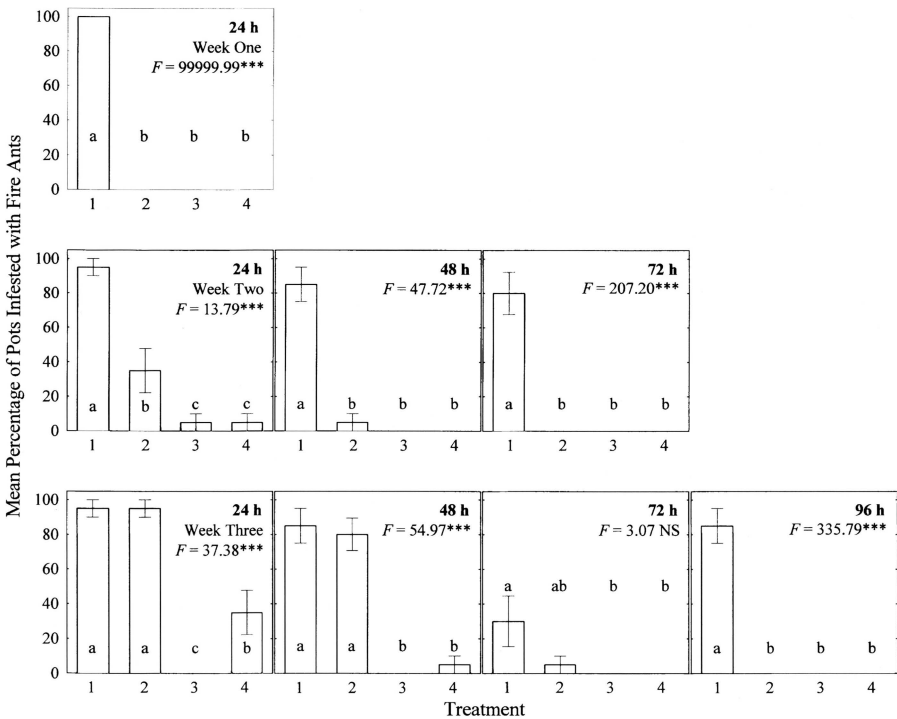 Mean Percentage of Pots Infested with Fire Ants
100
80
60
40
20
0
24 h
Week One
F = 99999.99***
a b b b
1 2 3 4
100
80
60
40
20
0
24 h
Week Two
F = 13.79***
a b c c
1 2 3 4
48 h
F = 47.72***
a b b b
1 2 3 4
72 h
F = 207.20***
a b b b
1 2 3 4
100
80
60
40
20
0
24 h
Week Three
F = 37.38***
a a c b
1 2 3 4
48 h
F = 54.97***
a a b b
1 2 3 4
72 h
F = 3.07 NS
a ab b b
1 2 3 4
96 h
F = 335.79***
a b b b
1 2 3 4
Treatment